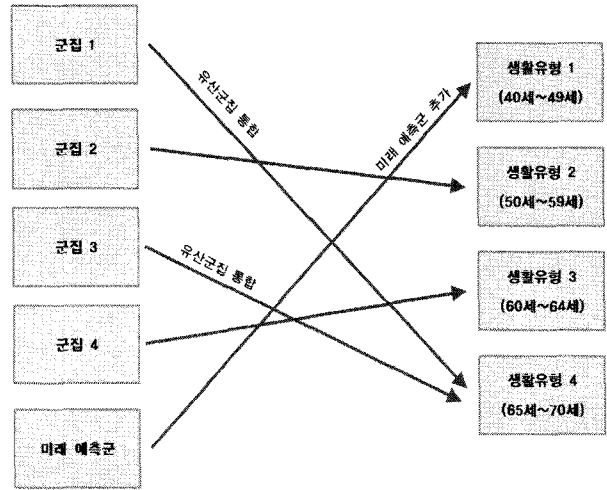 군집 1
군집 2
군집 3
군집 4
미래 예측군
유산군집 통합
미래 예측군 추가
유산군집 통합
생활유형 1
(40세~49세)
생활유형 2
(50세~59세)
생활유형 3
(60세~64세)
생활유형 4
(65세~70세)